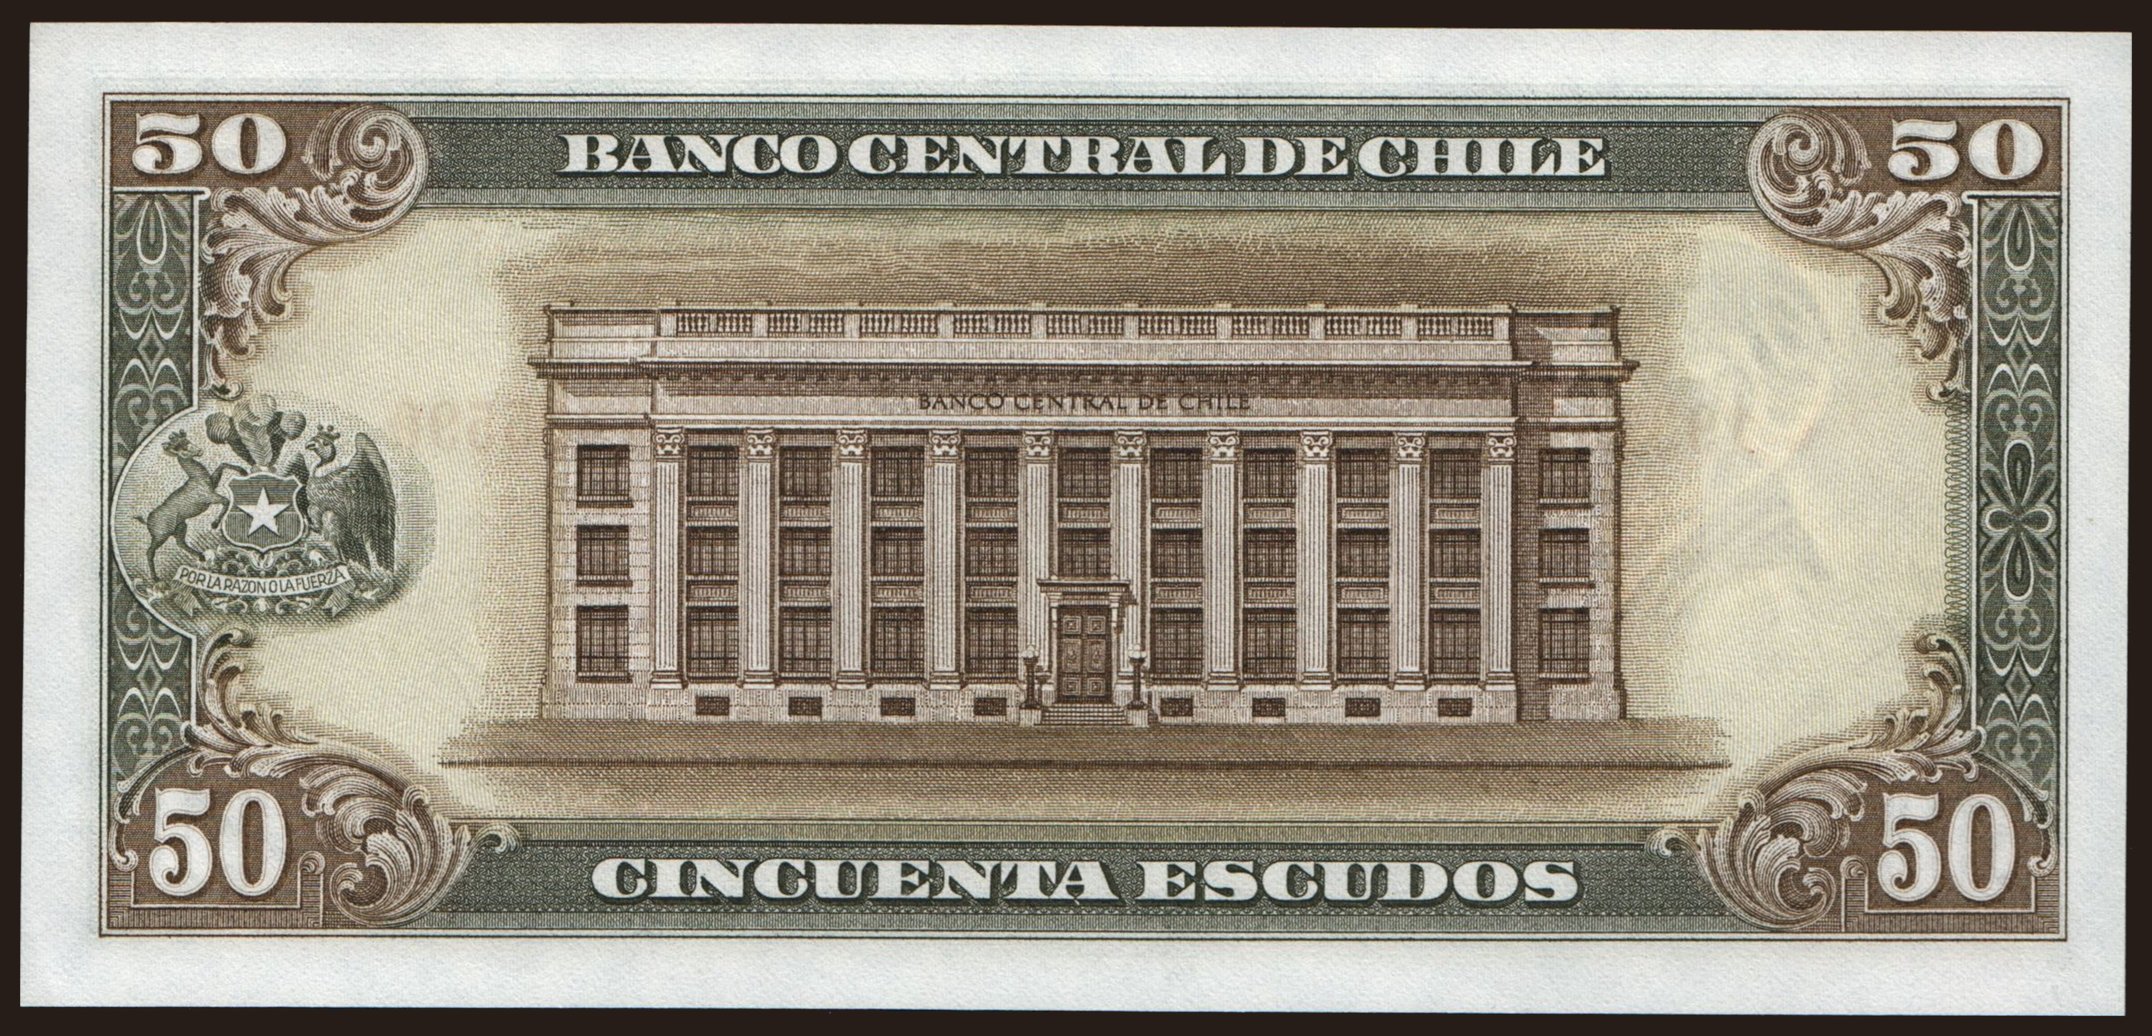 50 BANCO CENTRAL DE CHILE 50
BANCO CENTRAL DE CHILE
POR LA RAZON O LA FUERZA
50 CINCUENTA ESCUDOS 50